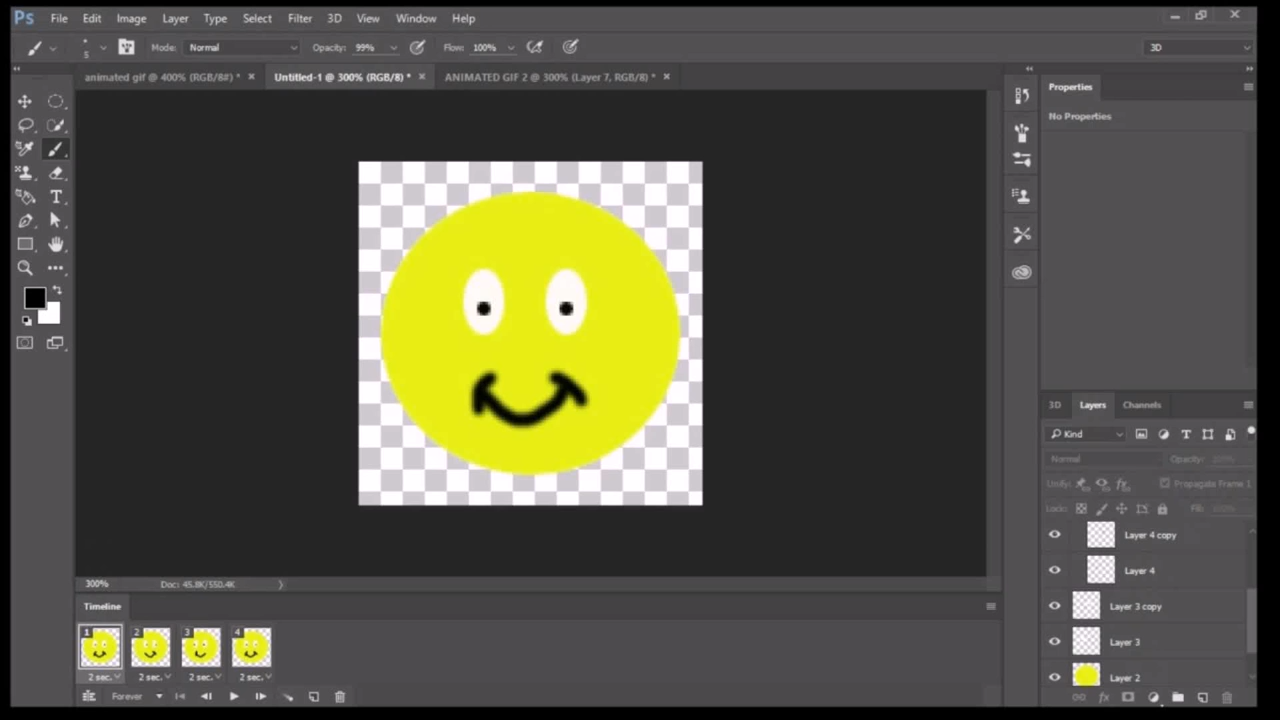 Ps File Edit Image Layer Type Select Filter 3D View Window Help
5 Mode: Normal Opacity: 99% Flow: 100% 3D
animated gif @ 400% (RGB/8#) * × Untitled-1 @ 300% (RGB/8) * × ANIMATED GIF 2 @ 300% (Layer 7, RGB/8) * ×
Properties
No Properties
3D Layers Channels
Kind
Normal Opacity:
Unify: Propagate Frame 1
Lock: Fill:
Layer 4 copy
Layer 4
Layer 3 copy
Layer 3
Layer 2
300% Doc: 45.8K/550.4K
Timeline
1 2 3 4
2 sec. 2 sec. 2 sec. 2 sec.
Forever